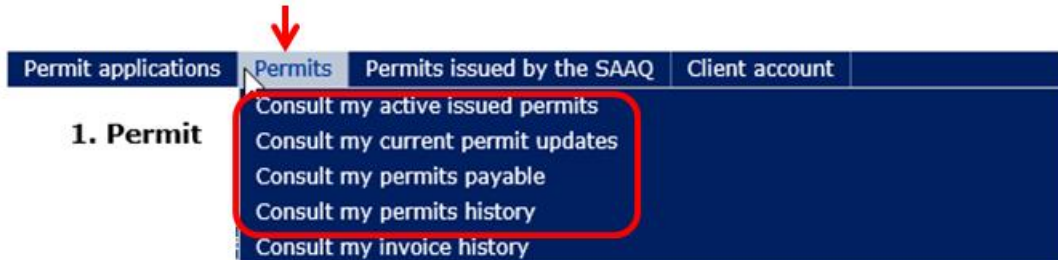 Permit applications Permits Permits issued by the SAAQ Client account
Consult my active issued permits
1. Permit
Consult my current permit updates
Consult my permits payable
Consult my permits history
Consult my invoice history